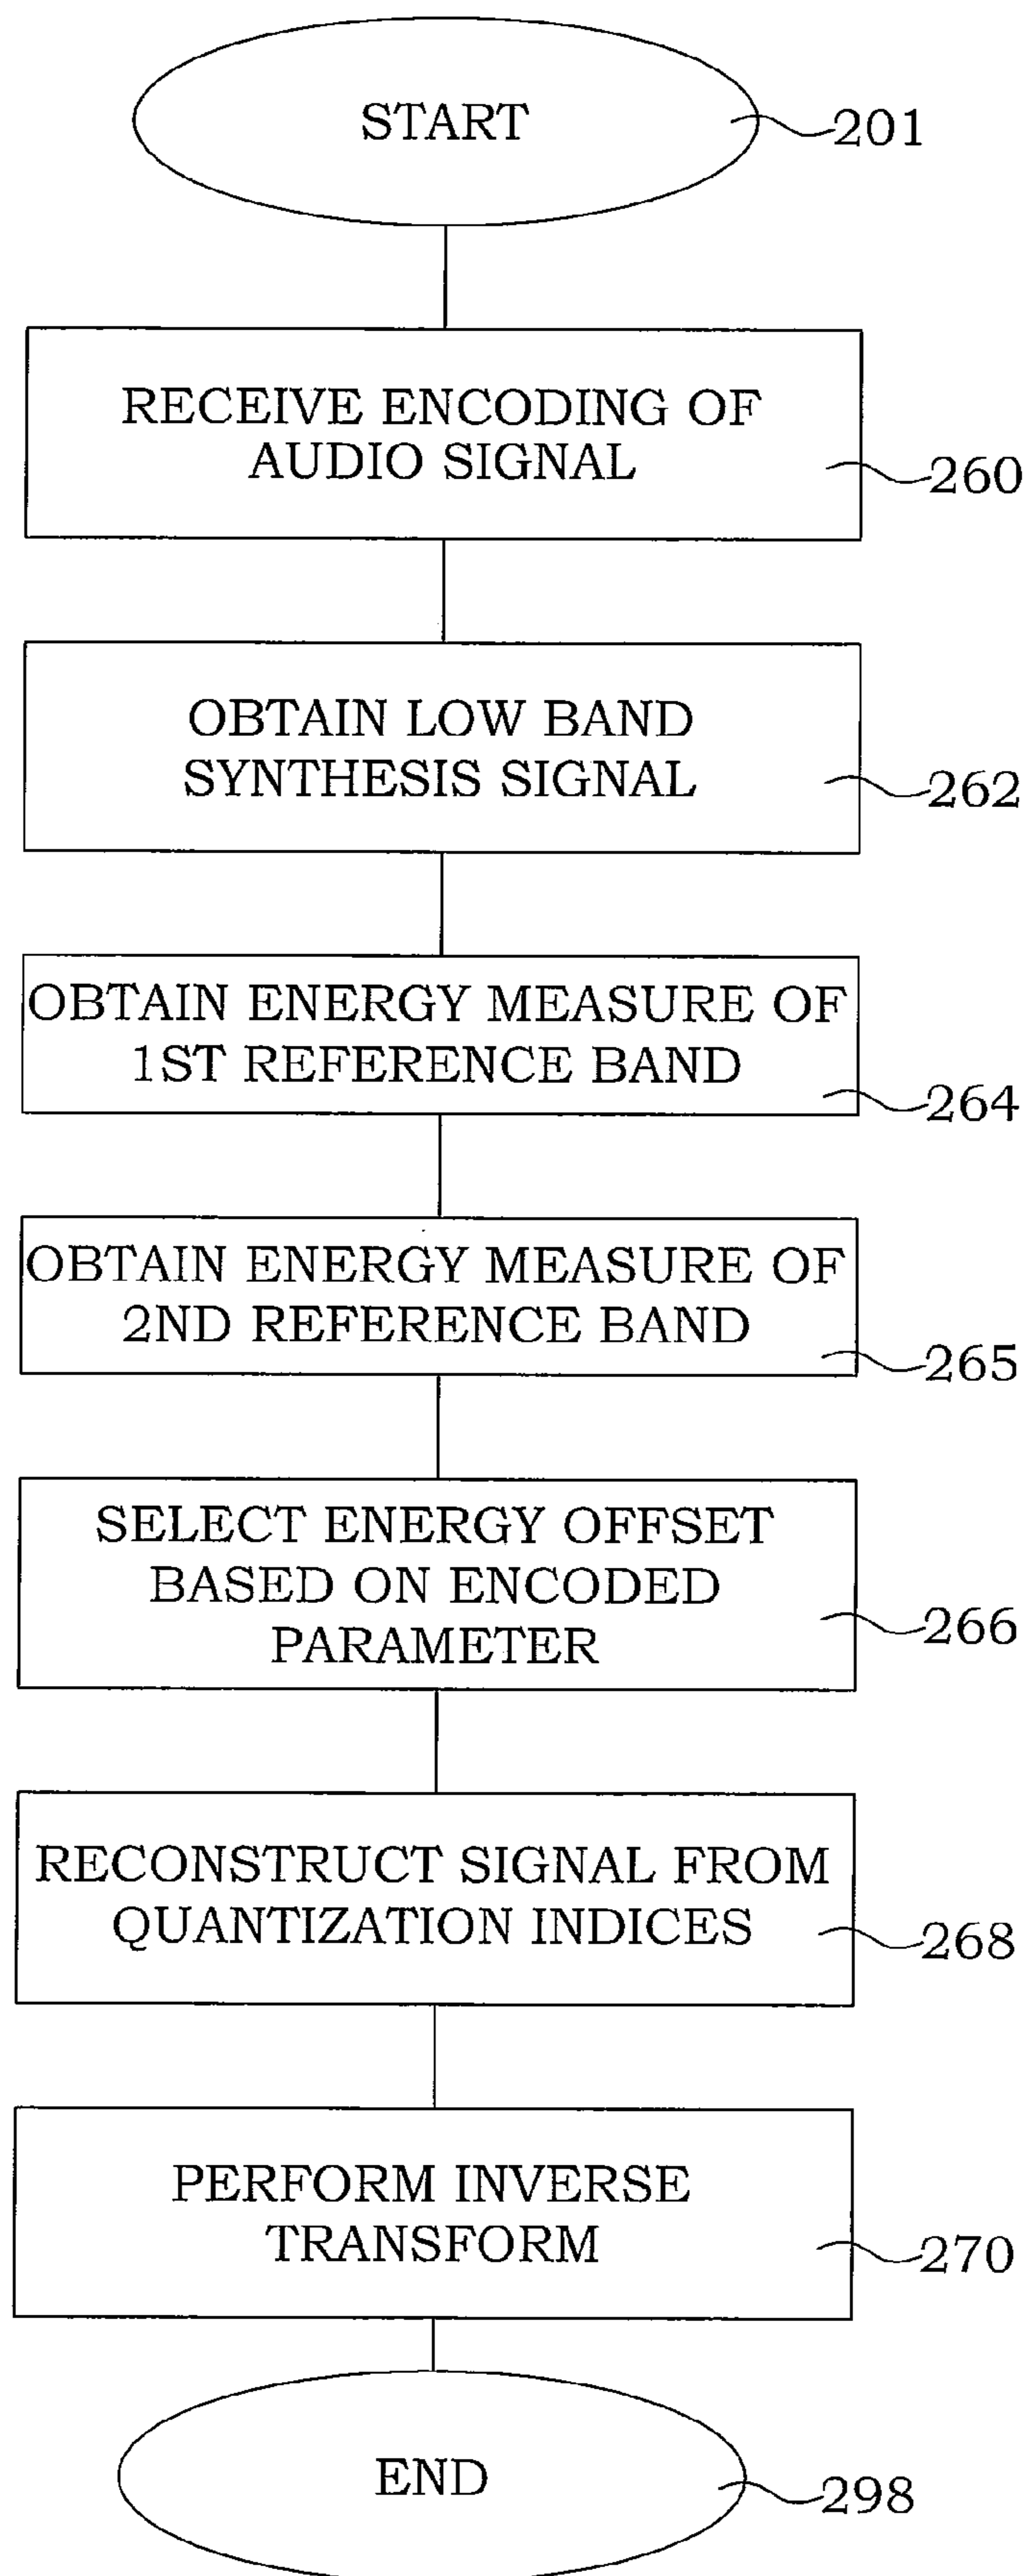 START
201
RECEIVE ENCODING OF
AUDIO SIGNAL
260
OBTAIN LOW BAND
SYNTHESIS SIGNAL
262
OBTAIN ENERGY MEASURE OF
1ST REFERENCE BAND
264
OBTAIN ENERGY MEASURE OF
2ND REFERENCE BAND
265
SELECT ENERGY OFFSET
BASED ON ENCODED
PARAMETER
266
RECONSTRUCT SIGNAL FROM
QUANTIZATION INDICES
268
PERFORM INVERSE
TRANSFORM
270
END
298